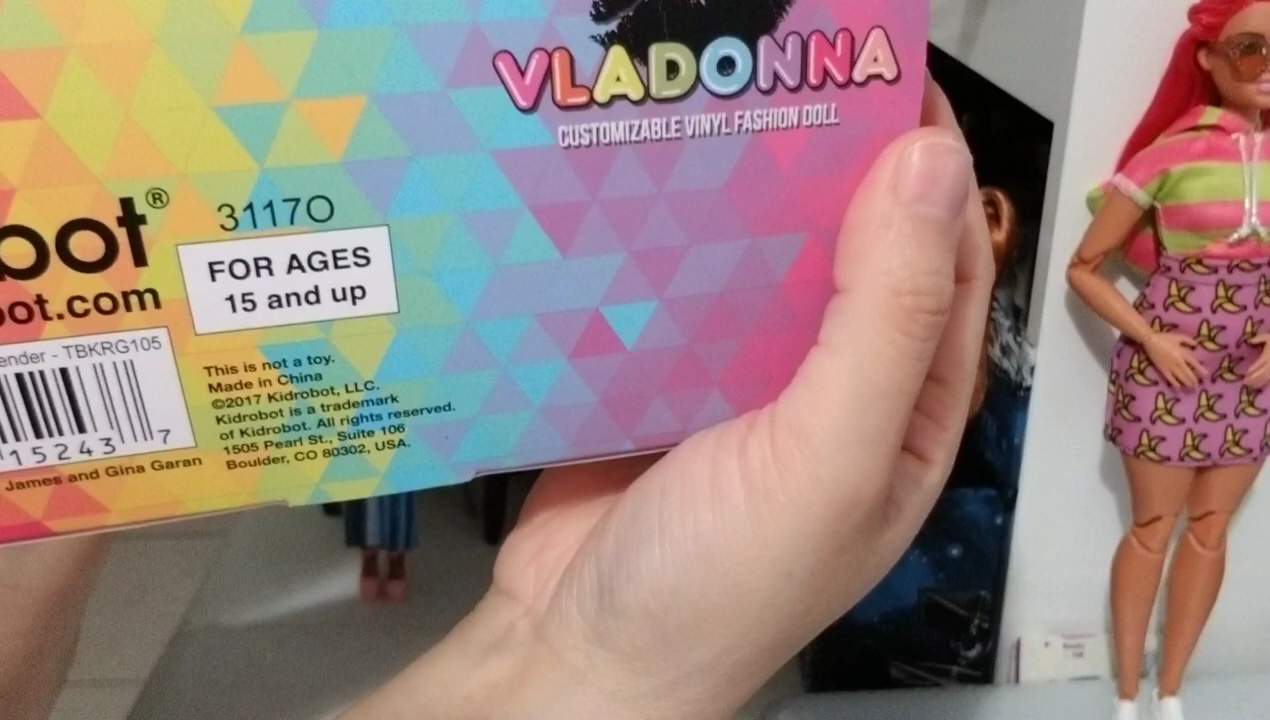 VLADONNA
CUSTOMIZABLE VINYL FASHION DOLL
bot®
bot.com
31170
FOR AGES
15 and up
ender - TBKRG105
15243 7
James and Gina Garan
This is not a toy.
Made in China
©2017 Kidrobot, LLC.
Kidrobot is a trademark
of Kidrobot. All rights reserved.
1505 Pearl St., Suite 106
Boulder, CO 80302, USA.